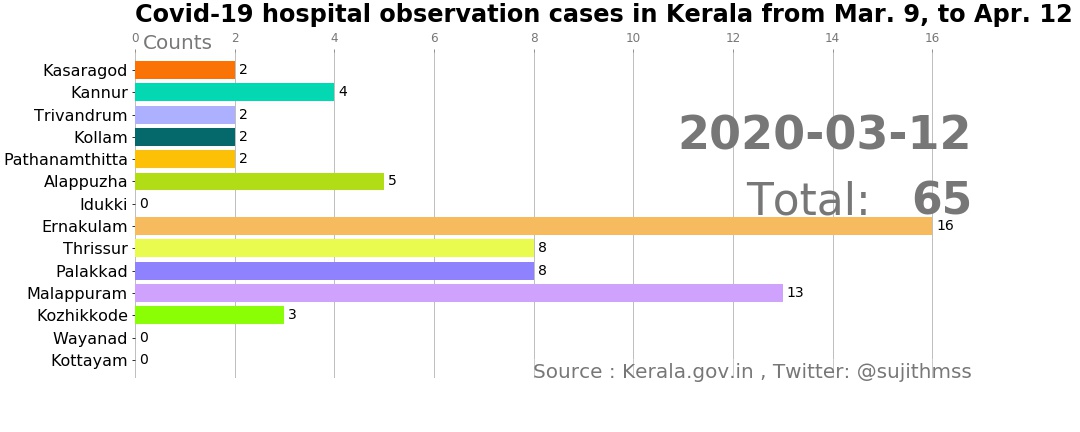 Covid-19 hospital observation cases in Kerala from Mar. 9, to Apr. 12
0 2 4 6 8 10 12 14 16
Counts
Kasaragod 2
Kannur 4
Trivandrum 2
Kollam 2
Pathanamthitta 2
Alappuzha 5
Idukki 0
Ernakulam 16
Thrissur 8
Palakkad 8
Malappuram 13
Kozhikkode 3
Wayanad 0
Kottayam 0
2020-03-12
Total: 65
Source : Kerala.gov.in , Twitter: @sujithmss